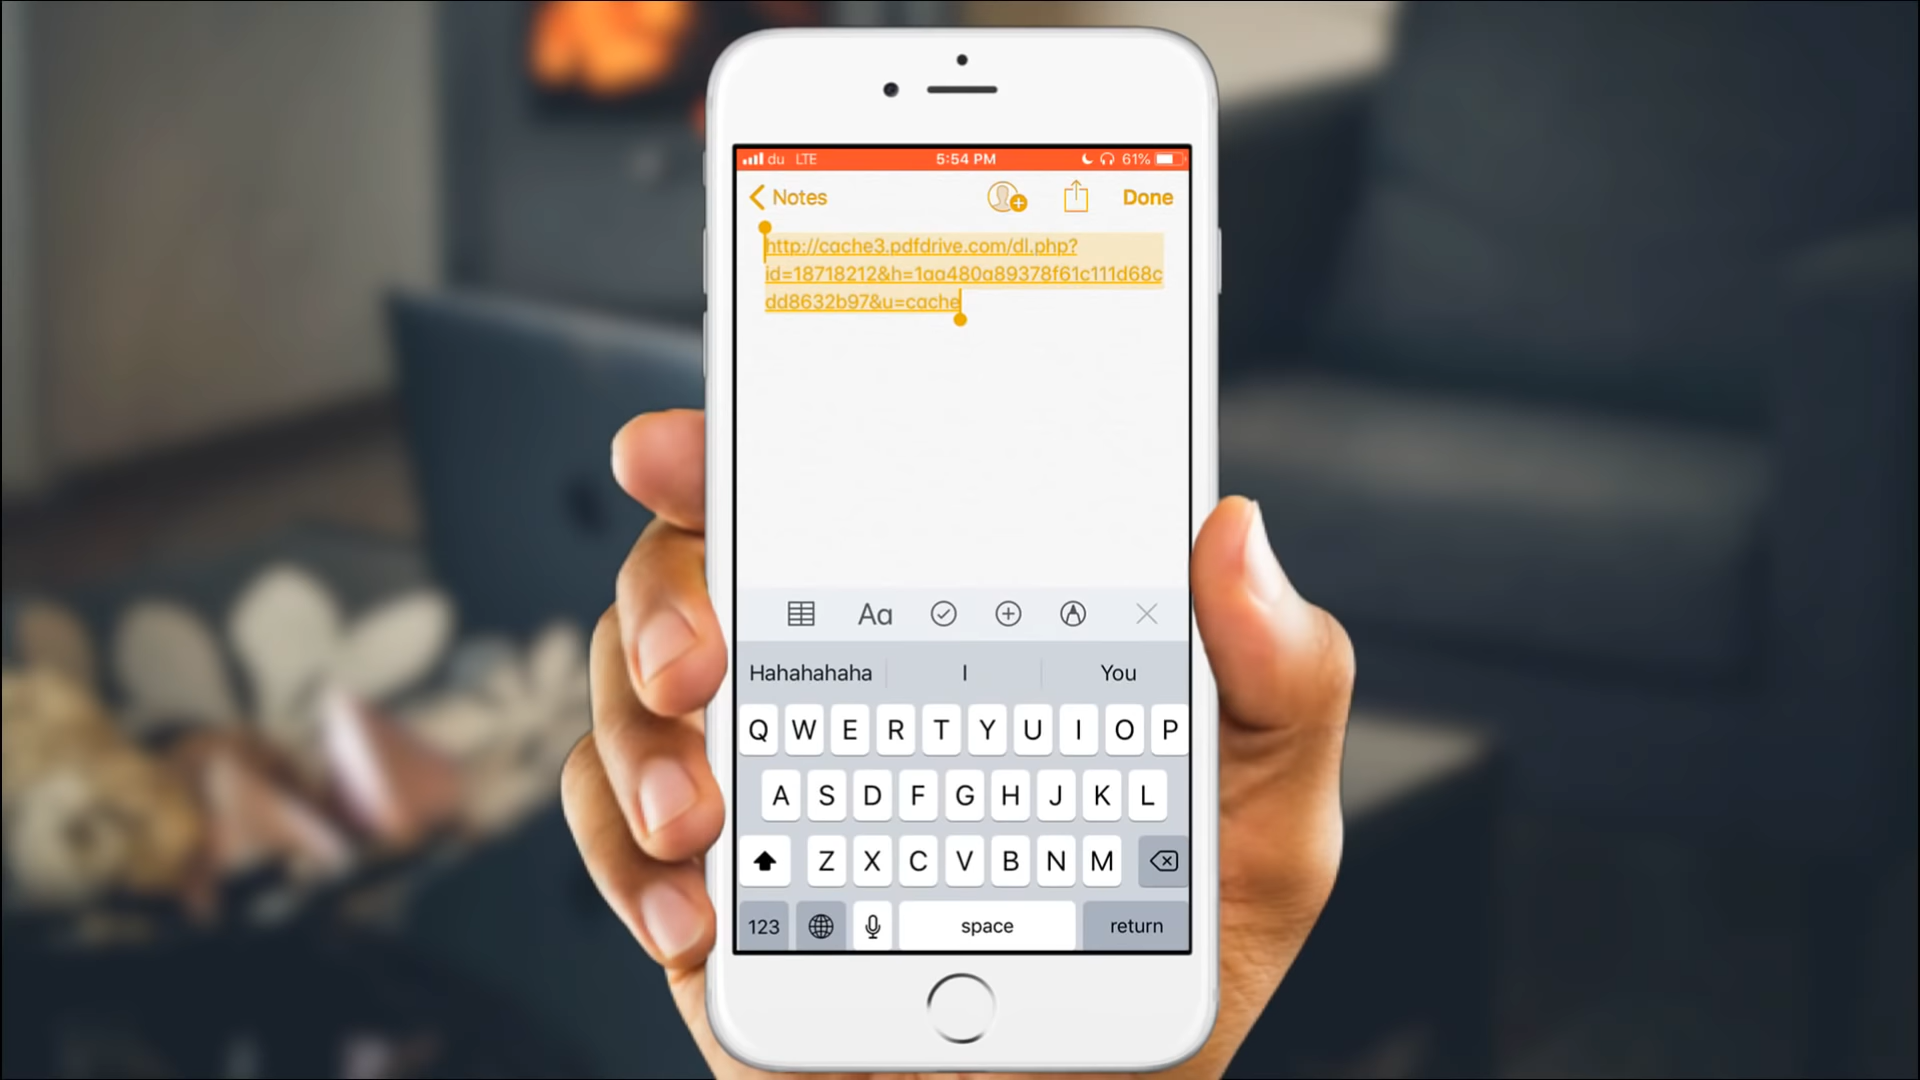 du LTE 5:54 PM 61%
Notes Done
http://cache3.pdfdrive.com/dl.php?
id=18718212&h=1aa480a89378f61c111d68c
dd8632b97&u=cache
Aa
Hahahahaha I You
Q W E R T Y U I O P
A S D F G H J K L
Z X C V B N M
123 space return